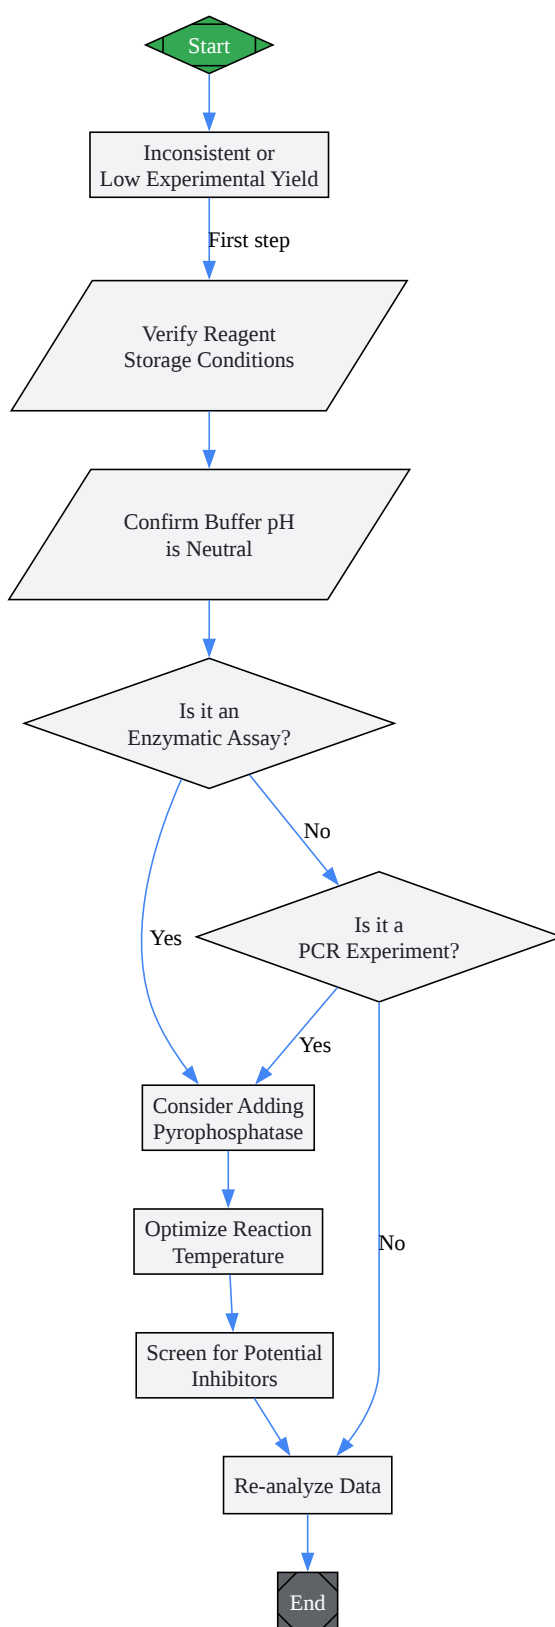 Start
Inconsistent or
Low Experimental Yield
First step
Verify Reagent
Storage Conditions
Confirm Buffer pH
is Neutral
Is it an
Enzymatic Assay?
No
Is it a
PCR Experiment?
Yes
Yes
Consider Adding
Pyrophosphatase
Optimize Reaction
Temperature
No
Screen for Potential
Inhibitors
Re-analyze Data
End